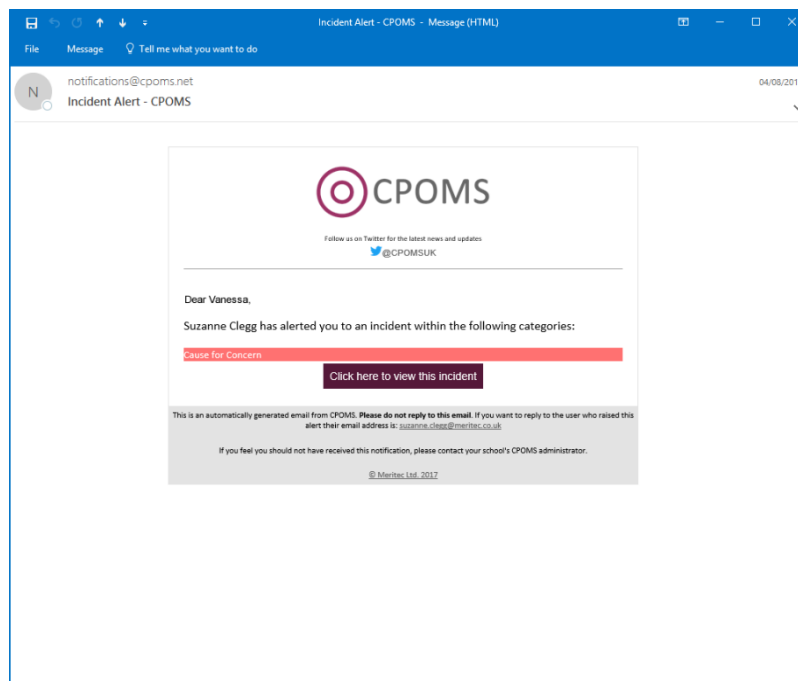 Incident Alert - CPOMS - Message (HTML)
File Message Tell me what you want to do
N
notifications@cpoms.net
04/08/201
Incident Alert - CPOMS
CPOMS
Follow us on Twitter for the latest news and updates
@CPOMSUK
Dear Vanessa,
Suzanne Clegg has alerted you to an incident within the following categories:
Cause for Concern
Click here to view this incident
This is an automatically generated email from CPOMS. Please do not reply to this email. If you want to reply to the user who raised this
alert their email address is: suzanne.clegg@meritec.co.uk
If you feel you should not have received this notification, please contact your school's CPOMS administrator.
© Meritec Ltd. 2017